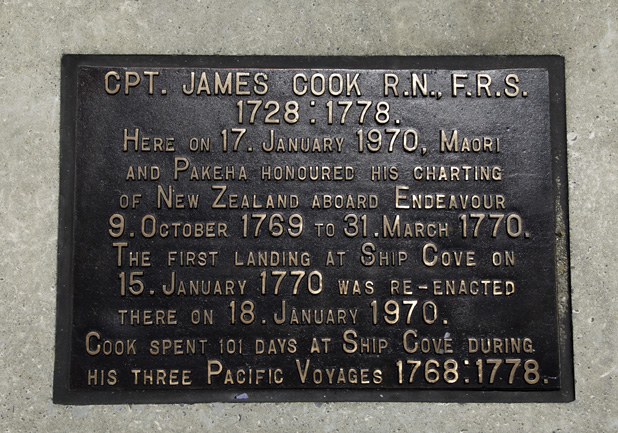 CPT. JAMES COOK R.N., F.R.S.
1728:1778.
HERE ON 17. JANUARY 1970, MAORI
AND PAKEHA HONOURED HIS CHARTING
OF NEW ZEALAND ABOARD ENDEAVOUR
9. OCTOBER 1769 TO 31. MARCH 1770.
THE FIRST LANDING AT SHIP COVE ON
15. JANUARY 1770 WAS RE-ENACTED
THERE ON 18. JANUARY 1970.
COOK SPENT 101 DAYS AT SHIP COVE DURING
HIS THREE PACIFIC VOYAGES 1768:1778.